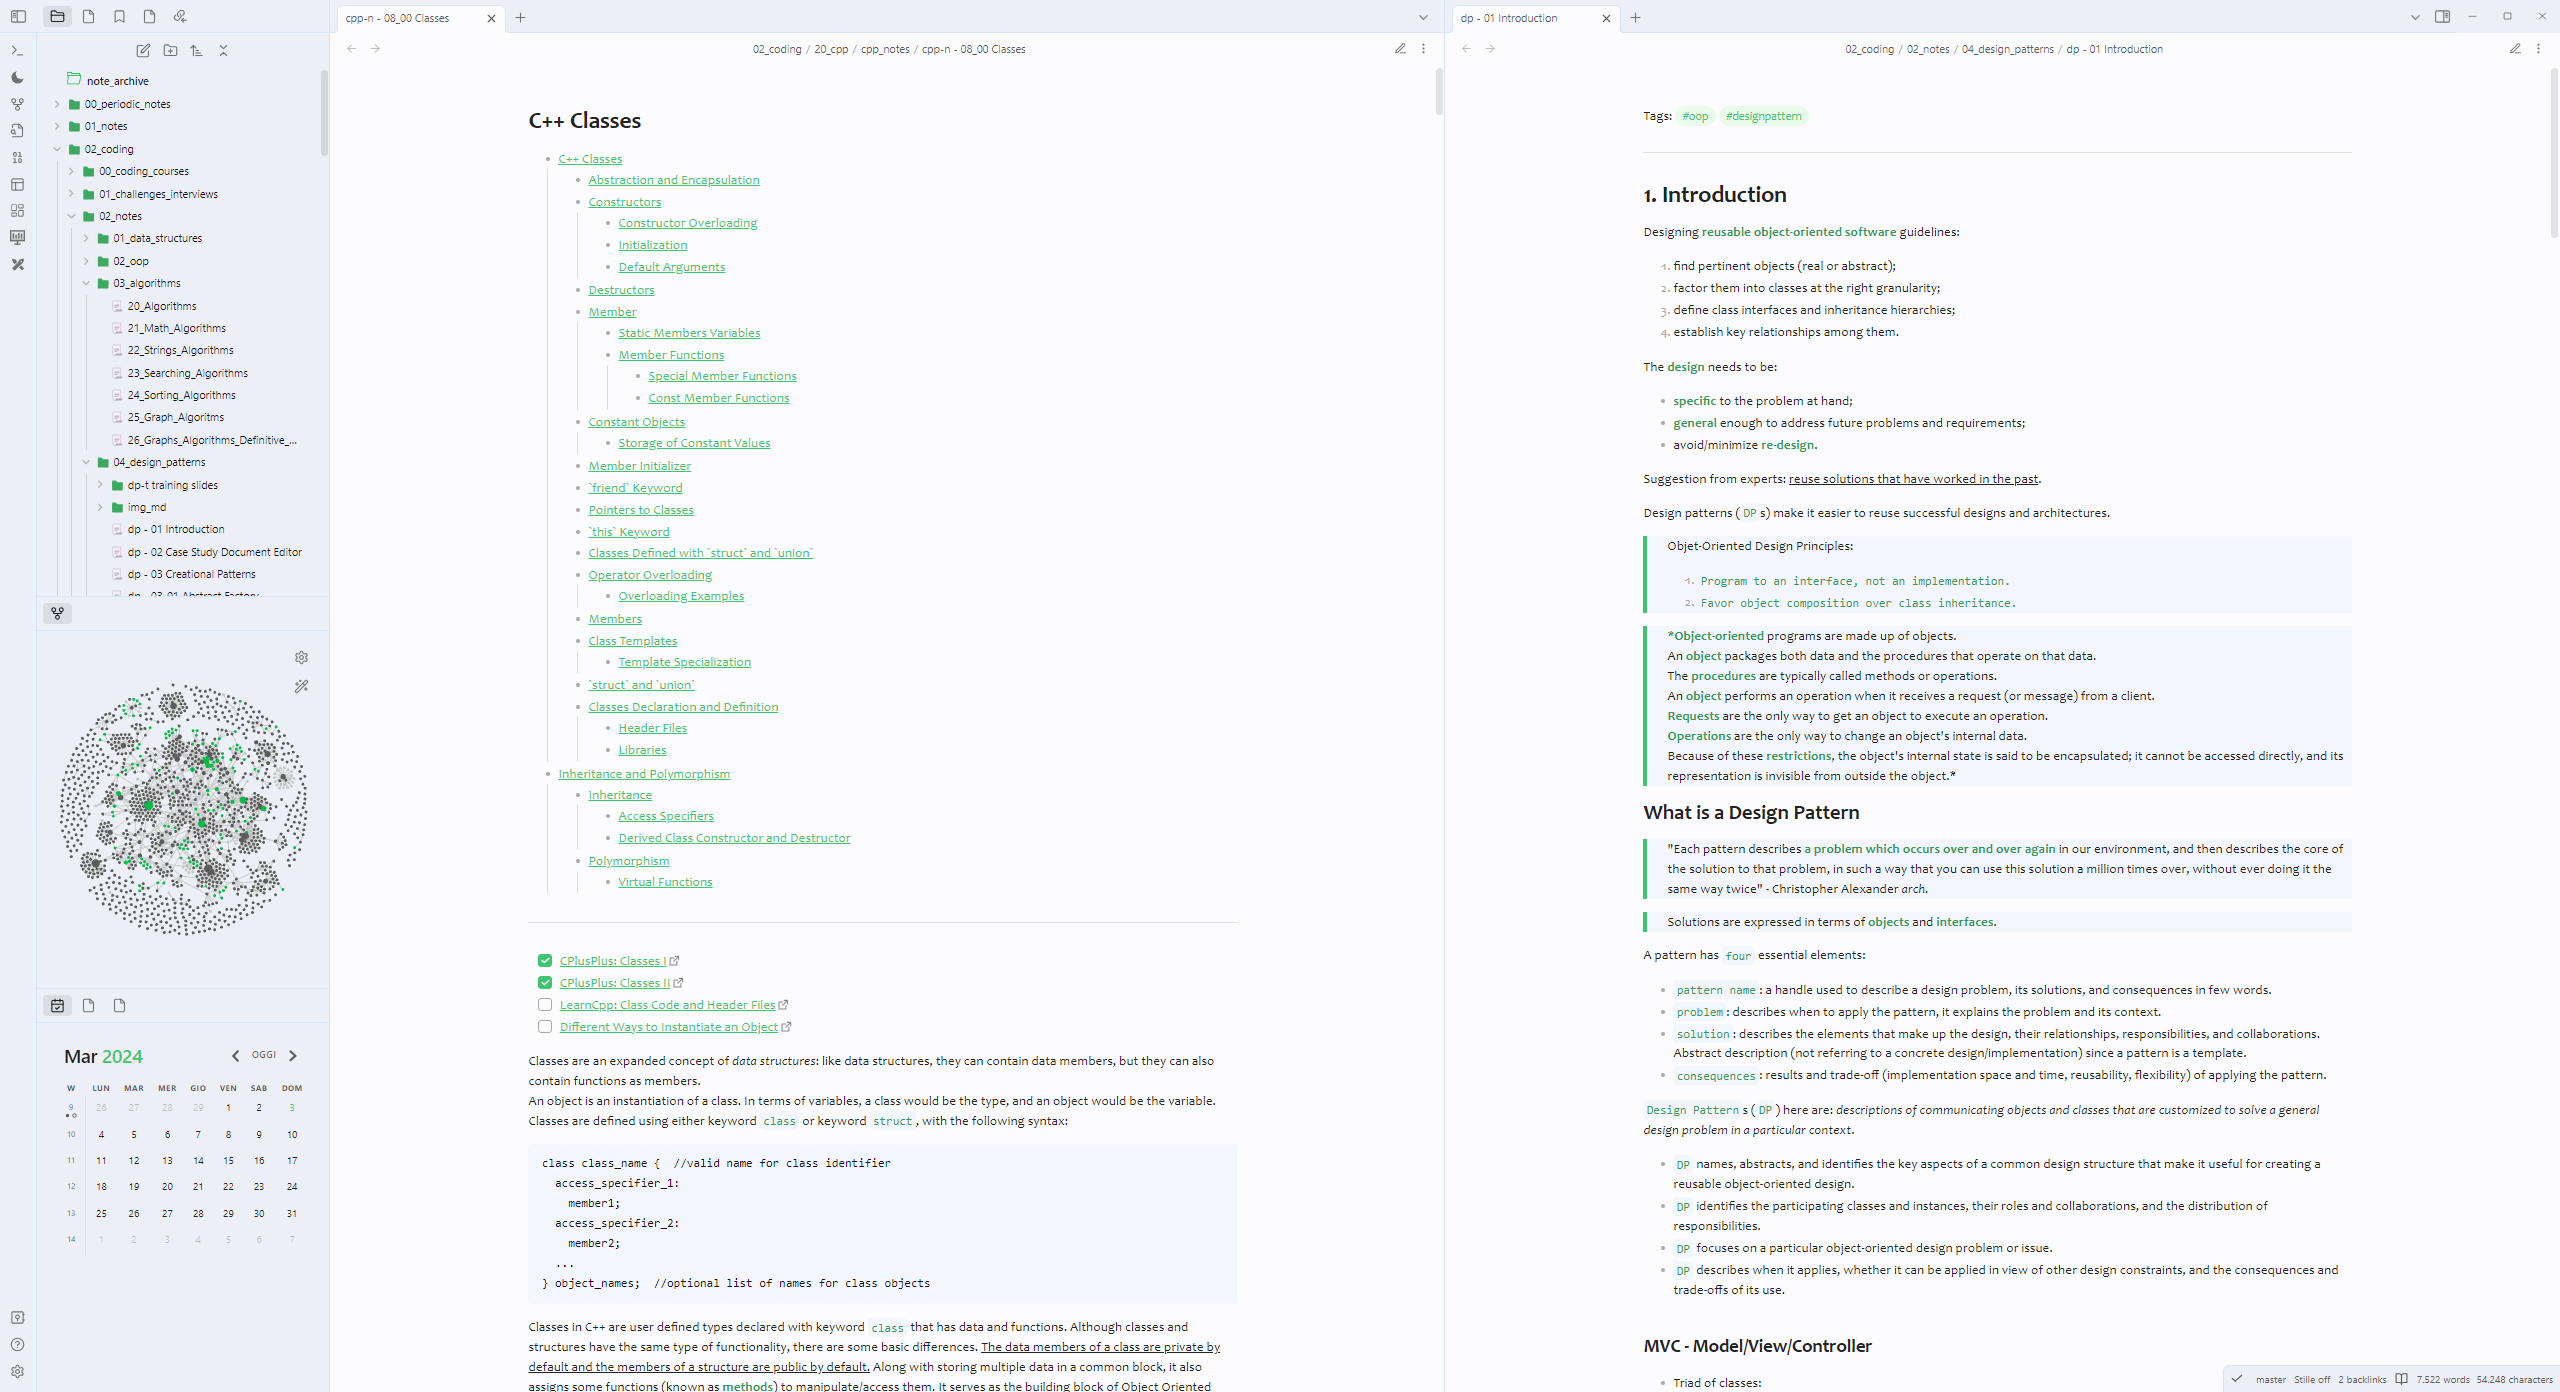 cpp-n - 08_00 Classes
dp - 01 Introduction
note_archive
00_periodic_notes
01_notes
02_coding
00_coding_courses
01_challenges_interviews
02_notes
01_data_structures
02_oop
03_algorithms
20_Algorithms
21_Math_Algorithms
22_Strings_Algorithms
23_Searching_Algorithms
24_Sorting_Algorithms
25_Graph_Algoritms
26_Graphs_Algorithms_Definitive_...
04_design_patterns
dp-t training slides
img_md
dp - 01 Introduction
dp - 02 Case Study Document Editor
dp - 03 Creational Patterns
dp - 03-01 Abstract Factory
Mar 2024
OGGI
W LUN MAR MER GIO VEN SAB DOM
9 26 27 28 29 1 2 3
10 4 5 6 7 8 9 10
11 11 12 13 14 15 16 17
12 18 19 20 21 22 23 24
13 25 26 27 28 29 30 31
14 1 2 3 4 5 6 7
02_coding / 20_cpp / cpp_notes / cpp-n - 08_00 Classes
C++ Classes
C++ Classes
Abstraction and Encapsulation
Constructors
Constructor Overloading
Initialization
Default Arguments
Destructors
Member
Static Members Variables
Member Functions
Special Member Functions
Const Member Functions
Constant Objects
Storage of Constant Values
Member Initializer
`friend` Keyword
Pointers to Classes
`this` Keyword
Classes Defined with `struct` and `union`
Operator Overloading
Overloading Examples
Members
Class Templates
Template Specialization
`struct` and `union`
Classes Declaration and Definition
Header Files
Libraries
Inheritance and Polymorphism
Inheritance
Access Specifiers
Derived Class Constructor and Destructor
Polymorphism
Virtual Functions
CPlusPlus: Classes I
CPlusPlus: Classes II
LearnCpp: Class Code and Header Files
Different Ways to Instantiate an Object
Classes are an expanded concept of data structures: like data structures, they can contain data members, but they can also
contain functions as members.
An object is an instantiation of a class. In terms of variables, a class would be the type, and an object would be the variable.
Classes are defined using either keyword class or keyword struct, with the following syntax:
class class_name {  //valid name for class identifier
access_specifier_1:
member1;
access_specifier_2:
member2;
...
} object_names;  //optional list of names for class objects
Classes in C++ are user defined types declared with keyword class that has data and functions. Although classes and
structures have the same type of functionality, there are some basic differences. The data members of a class are private by
default and the members of a structure are public by default. Along with storing multiple data in a common block, it also
assigns some functions (known as methods) to manipulate/access them. It serves as the building block of Object Oriented
02_coding / 02_notes / 04_design_patterns / dp - 01 Introduction
Tags: #oop #designpattern
1. Introduction
Designing reusable object-oriented software guidelines:
1. find pertinent objects (real or abstract);
2. factor them into classes at the right granularity;
3. define class interfaces and inheritance hierarchies;
4. establish key relationships among them.
The design needs to be:
specific to the problem at hand;
general enough to address future problems and requirements;
avoid/minimize re-design.
Suggestion from experts: reuse solutions that have worked in the past.
Design patterns (DPs) make it easier to reuse successful designs and architectures.
Objet-Oriented Design Principles:
1. Program to an interface, not an implementation.
2. Favor object composition over class inheritance.
*Object-oriented programs are made up of objects.
An object packages both data and the procedures that operate on that data.
The procedures are typically called methods or operations.
An object performs an operation when it receives a request (or message) from a client.
Requests are the only way to get an object to execute an operation.
Operations are the only way to change an object's internal data.
Because of these restrictions, the object's internal state is said to be encapsulated; it cannot be accessed directly, and its
representation is invisible from outside the object.*
What is a Design Pattern
"Each pattern describes a problem which occurs over and over again in our environment, and then describes the core of
the solution to that problem, in such a way that you can use this solution a million times over, without ever doing it the
same way twice" - Christopher Alexander arch.
Solutions are expressed in terms of objects and interfaces.
A pattern has four essential elements:
pattern name: a handle used to describe a design problem, its solutions, and consequences in few words.
problem: describes when to apply the pattern, it explains the problem and its context.
solution: describes the elements that make up the design, their relationships, responsibilities, and collaborations.
Abstract description (not referring to a concrete design/implementation) since a pattern is a template.
consequences: results and trade-off (implementation space and time, reusability, flexibility) of applying the pattern.
Design Patterns (DP) here are: descriptions of communicating objects and classes that are customized to solve a general
design problem in a particular context.
DP names, abstracts, and identifies the key aspects of a common design structure that make it useful for creating a
reusable object-oriented design.
DP identifies the participating classes and instances, their roles and collaborations, and the distribution of
responsibilities.
DP focuses on a particular object-oriented design problem or issue.
DP describes when it applies, whether it can be applied in view of other design constraints, and the consequences and
trade-offs of its use.
MVC - Model/View/Controller
Triad of classes:
master Stille off 2 backlinks 7.522 words 54.248 characters